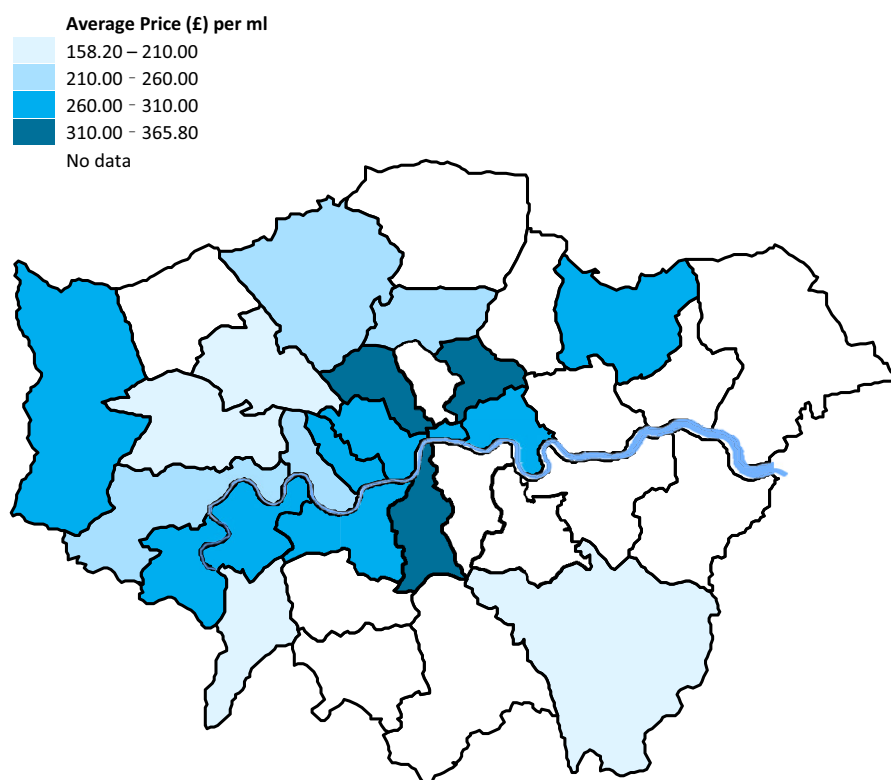 Average Price (£) per ml
158.20 – 210.00
210.00 - 260.00
260.00 - 310.00
310.00 - 365.80
No data